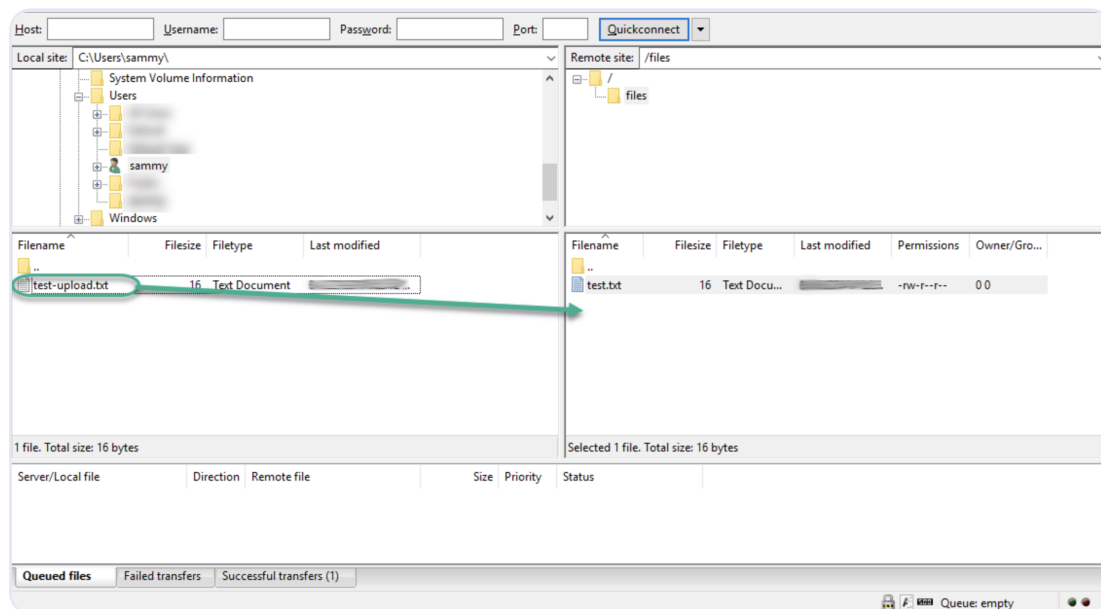 Host: Username: Password: Port: Quickconnect
Local site: C:\Users\sammy\
System Volume Information
Users
sammy
Windows
Remote site: /files
/
files
Filename Filesize Filetype Last modified
..
test-upload.txt 16 Text Document
1 file. Total size: 16 bytes
Filename Filesize Filetype Last modified Permissions Owner/Gro...
..
test.txt 16 Text Docu... -rw-r--r-- 0 0
Selected 1 file. Total size: 16 bytes
Server/Local file Direction Remote file Size Priority Status
Queued files Failed transfers Successful transfers (1)
Queue: empty